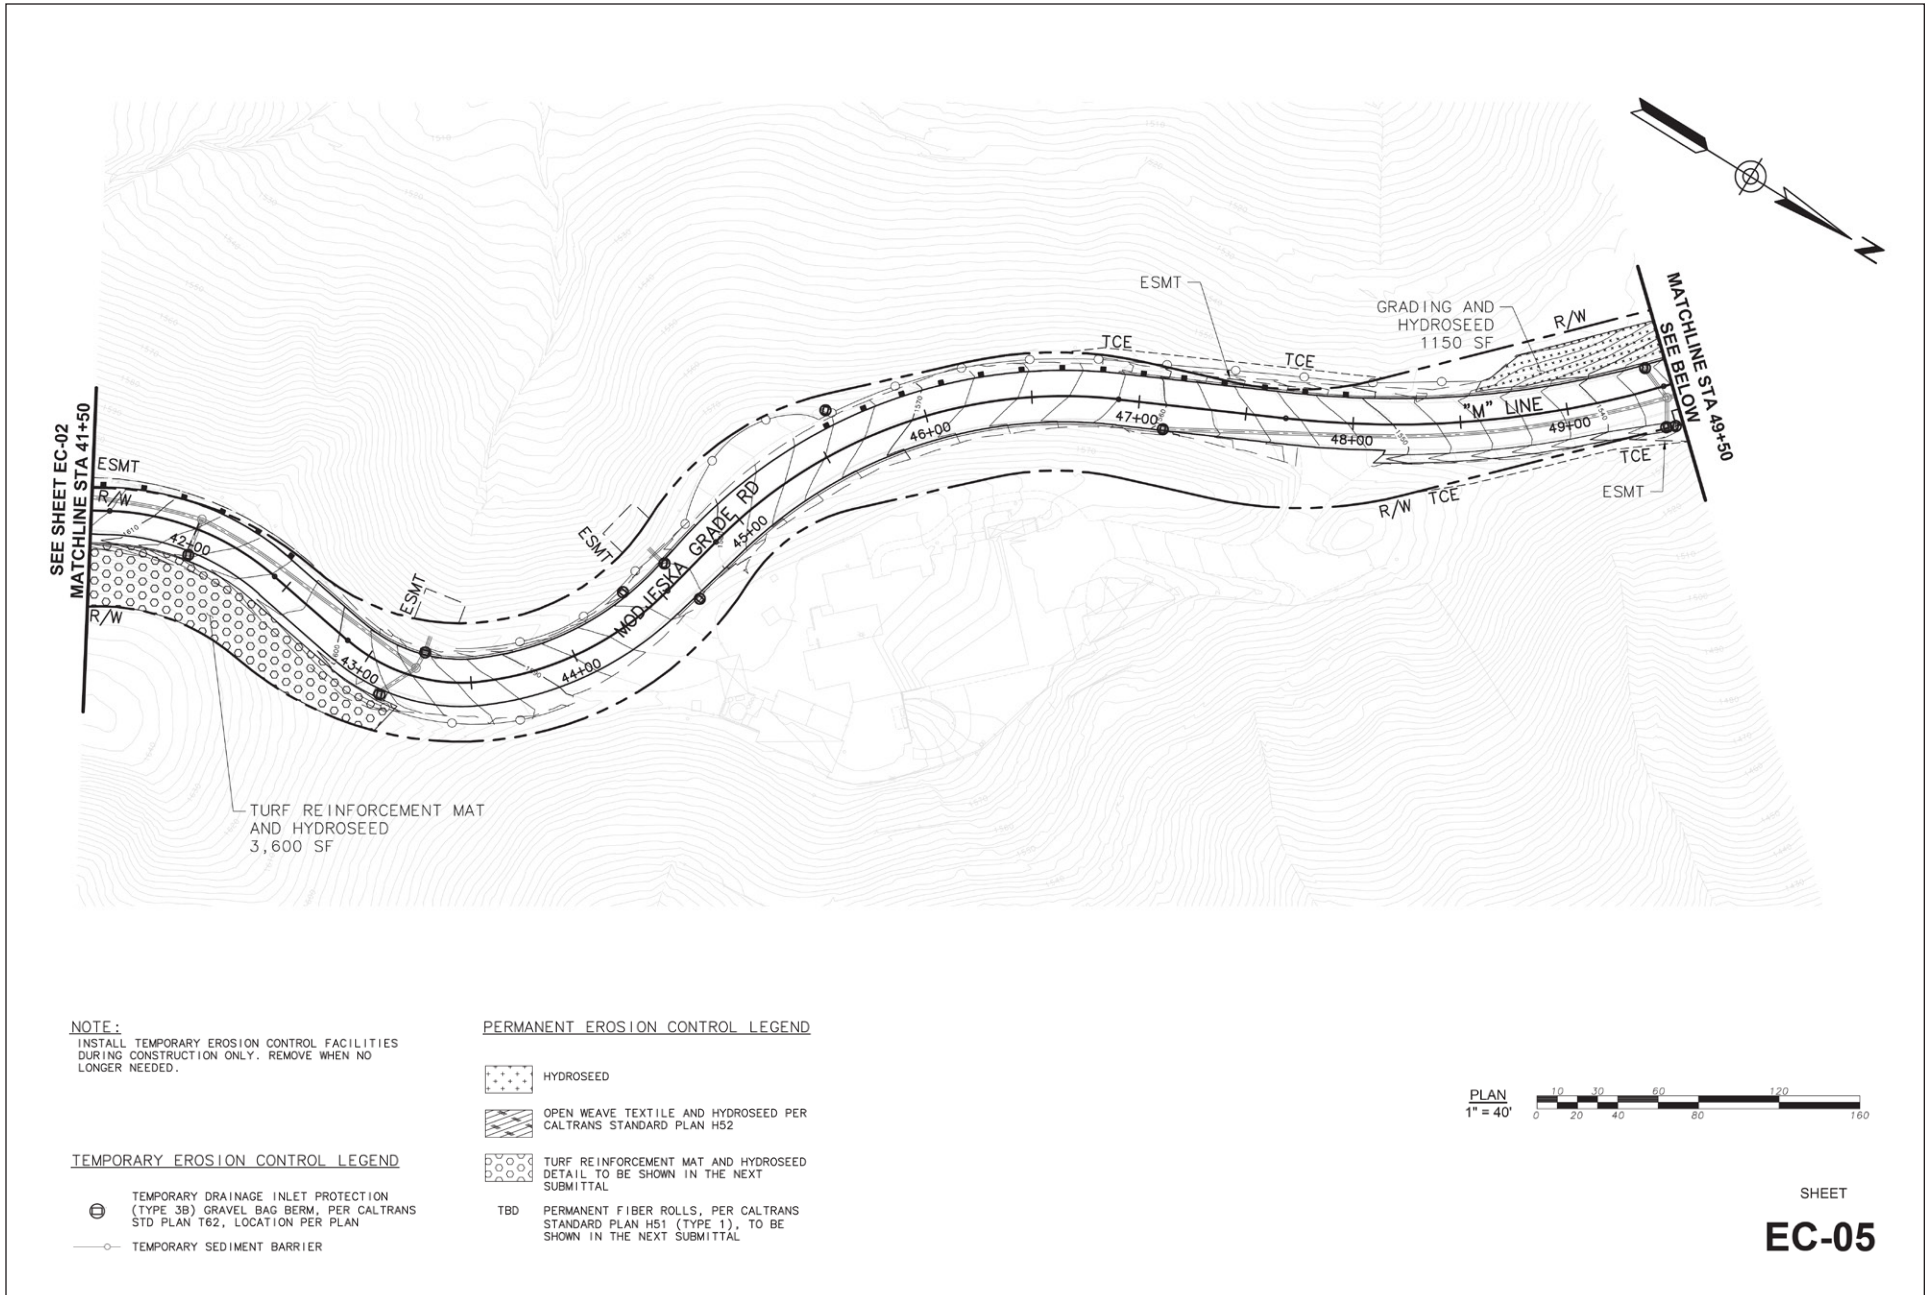 ESMT
GRADING AND
HYDROSEED
1150 SF
R/W
N
TCE
TCE
MATCHLINE STA 49+50
SEE BELOW
"M" LINE
46+00
47+00
48+00
49+00
1570
1550
1540
TCE
ESMT
R/W
TCE
SEE SHEET EC-02
MATCHLINE STA 41+50
ESMT
R/W
1610
42+00
R/W
ESMT
ESMT
MODJESKA GRADE RD
45+00
1600
43+00
44+00
TURF REINFORCEMENT MAT
AND HYDROSEED
3,600 SF
NOTE:
INSTALL TEMPORARY EROSION CONTROL FACILITIES
DURING CONSTRUCTION ONLY. REMOVE WHEN NO
LONGER NEEDED.
TEMPORARY EROSION CONTROL LEGEND
TEMPORARY DRAINAGE INLET PROTECTION
(TYPE 3B) GRAVEL BAG BERM, PER CALTRANS
STD PLAN T62, LOCATION PER PLAN
TEMPORARY SEDIMENT BARRIER
PERMANENT EROSION CONTROL LEGEND
HYDROSEED
OPEN WEAVE TEXTILE AND HYDROSEED PER
CALTRANS STANDARD PLAN H52
TURF REINFORCEMENT MAT AND HYDROSEED
DETAIL TO BE SHOWN IN THE NEXT
SUBMITTAL
TBD PERMANENT FIBER ROLLS, PER CALTRANS
STANDARD PLAN H51 (TYPE 1), TO BE
SHOWN IN THE NEXT SUBMITTAL
PLAN
1" = 40'
10 30 60 120
0 20 40 80 160
SHEET
EC-05